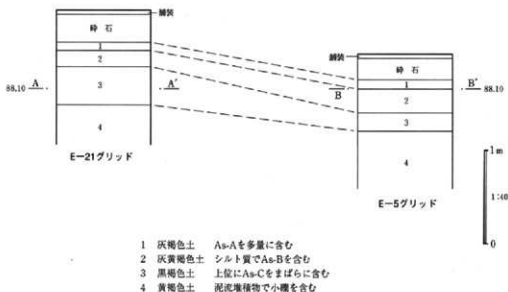 舗装
砕石
1
2
3
4
88.10 A A'
E－21グリッド
舗装
砕石
1
2
3
4
B B' 88.10
E－5グリッド
1m
1:40
0
1 灰褐色土 As-Aを多量に含む
2 灰黄褐色土 シルト質でAs-Bを含む
3 黒褐色土 上位にAs-Cをまばらに含む
4 黄褐色土 泥流堆積物で小礫を含む